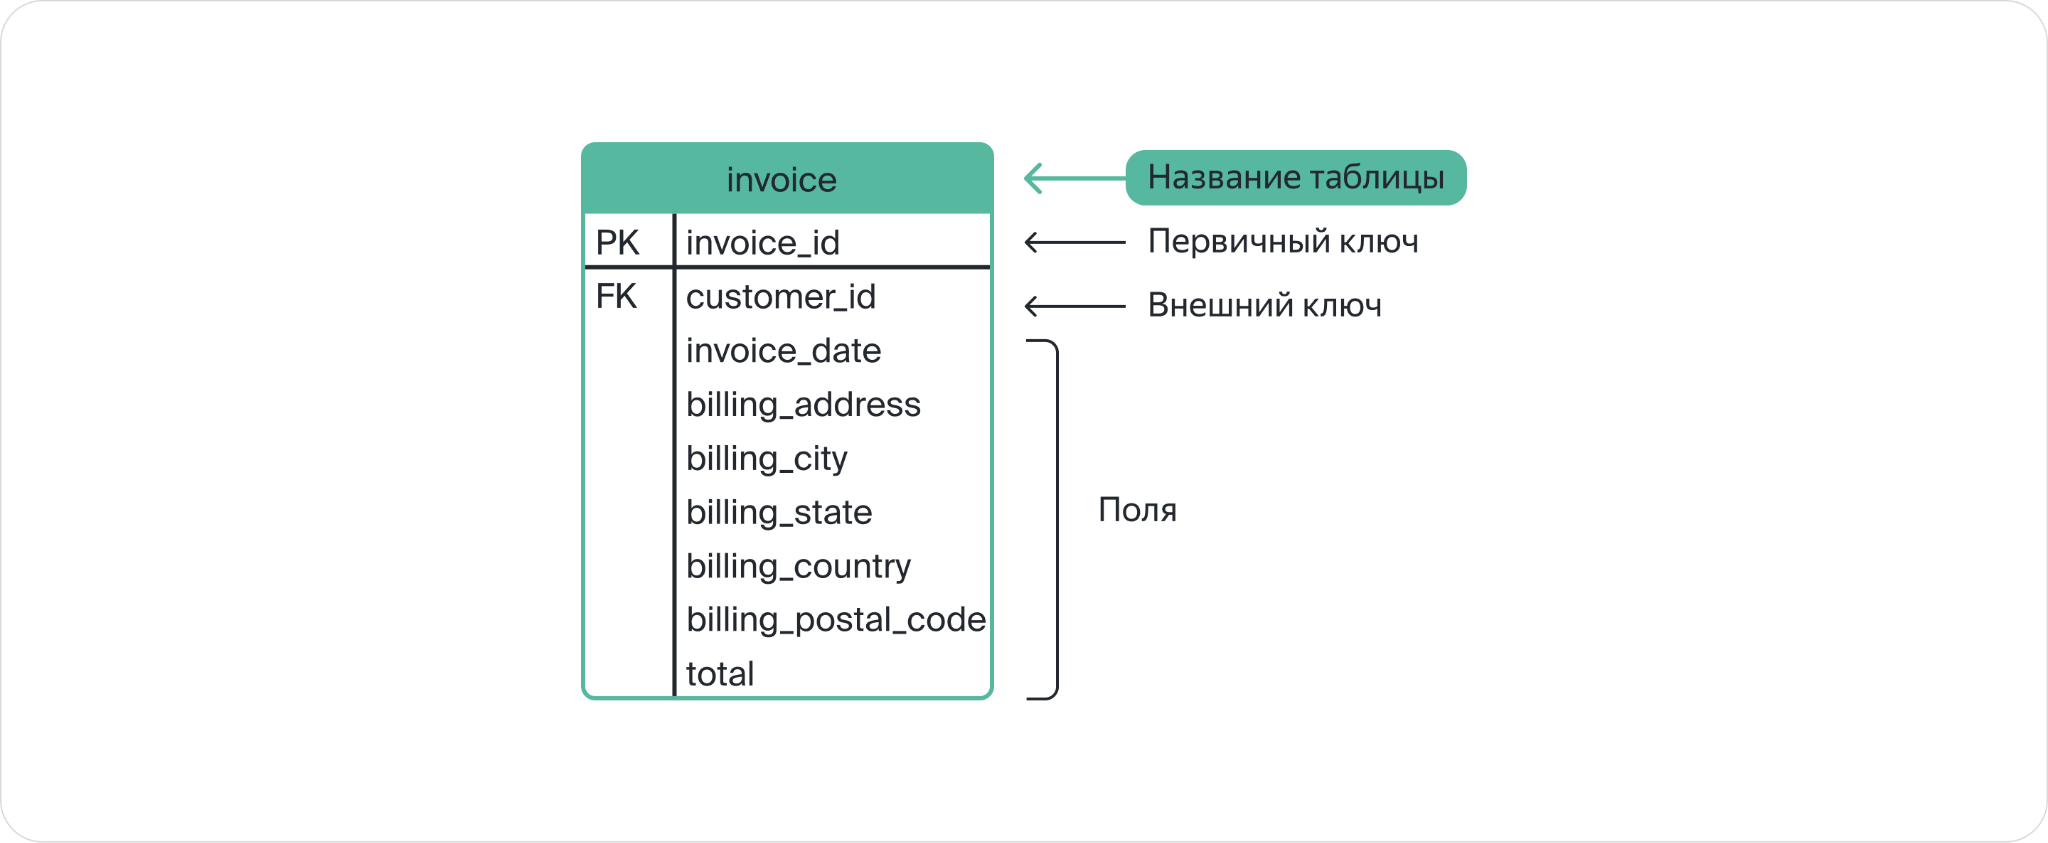 invoice
Название таблицы
PK invoice_id
Первичный ключ
FK customer_id
Внешний ключ
invoice_date
billing_address
billing_city
billing_state
billing_country
billing_postal_code
total
Поля